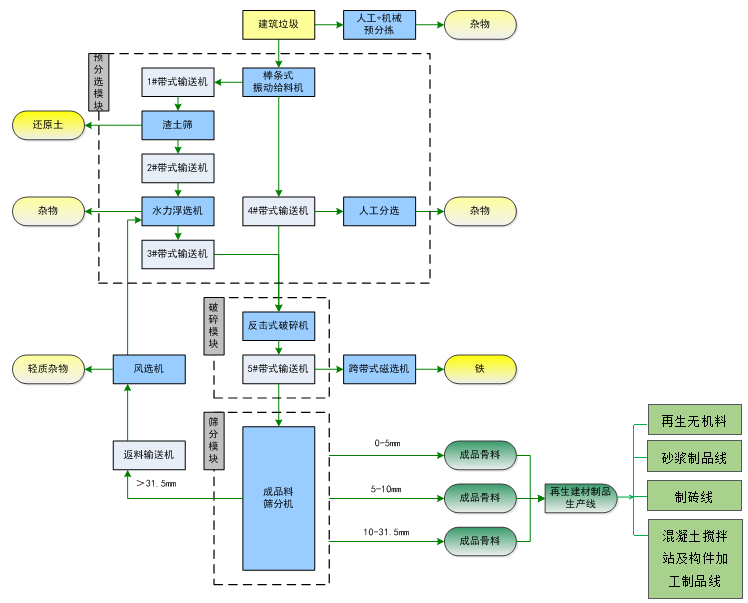 建筑垃圾
人工+机械
预分拣
杂物
预分选模块
1#带式输送机
棒条式
振动给料机
还原土
渣土筛
2#带式输送机
杂物
水力浮选机
4#带式输送机
人工分选
杂物
3#带式输送机
破碎模块
反击式破碎机
轻质杂物
风选机
5#带式输送机
跨带式磁选机
铁
筛分模块
返料输送机
>31.5mm
成品料
筛分机
0-5mm
成品骨料
5-10mm
成品骨料
10-31.5mm
成品骨料
再生建材制品
生产线
再生无机料
砂浆制品线
制砖线
混凝土搅拌
站及构件加
工制品线